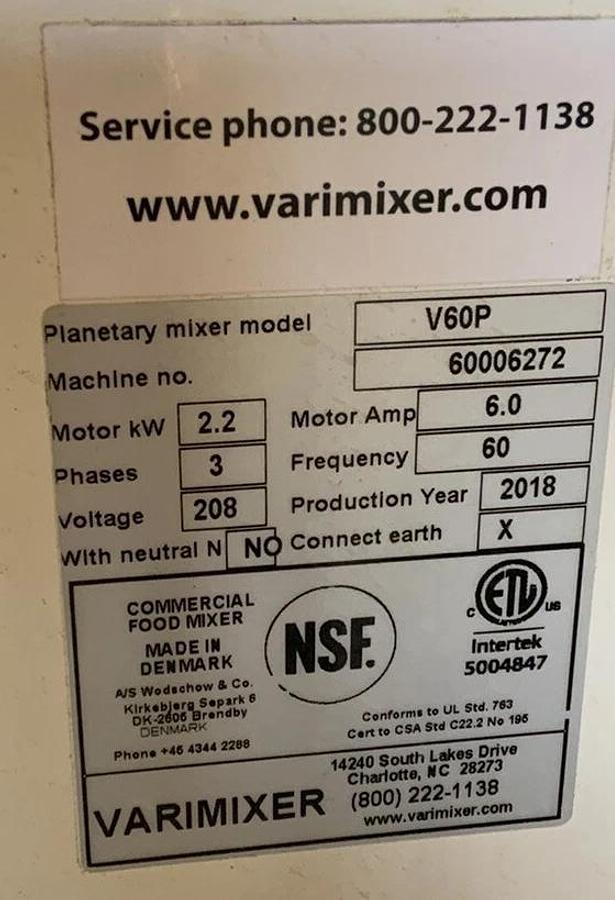 Service phone: 800-222-1138
www.varimixer.com
Planetary mixer model V60P
Machine no. 60006272
Motor kW 2.2 Motor Amp 6.0
Phases 3 Frequency 60
Voltage 208 Production Year 2018
With neutral N NO Connect earth X
COMMERCIAL
FOOD MIXER
MADE IN
DENMARK
A/S Wodschow & Co.
Kirkebjerg Søpark 6
DK-2605 Brøndby
DENMARK
Phone +45 4344 2288
NSF.
C ETL US
Intertek
5004847
Conforms to UL Std. 763
Cert to CSA Std C22.2 No 195
VARIMIXER
14240 South Lakes Drive
Charlotte, NC 28273
(800) 222-1138
www.varimixer.com